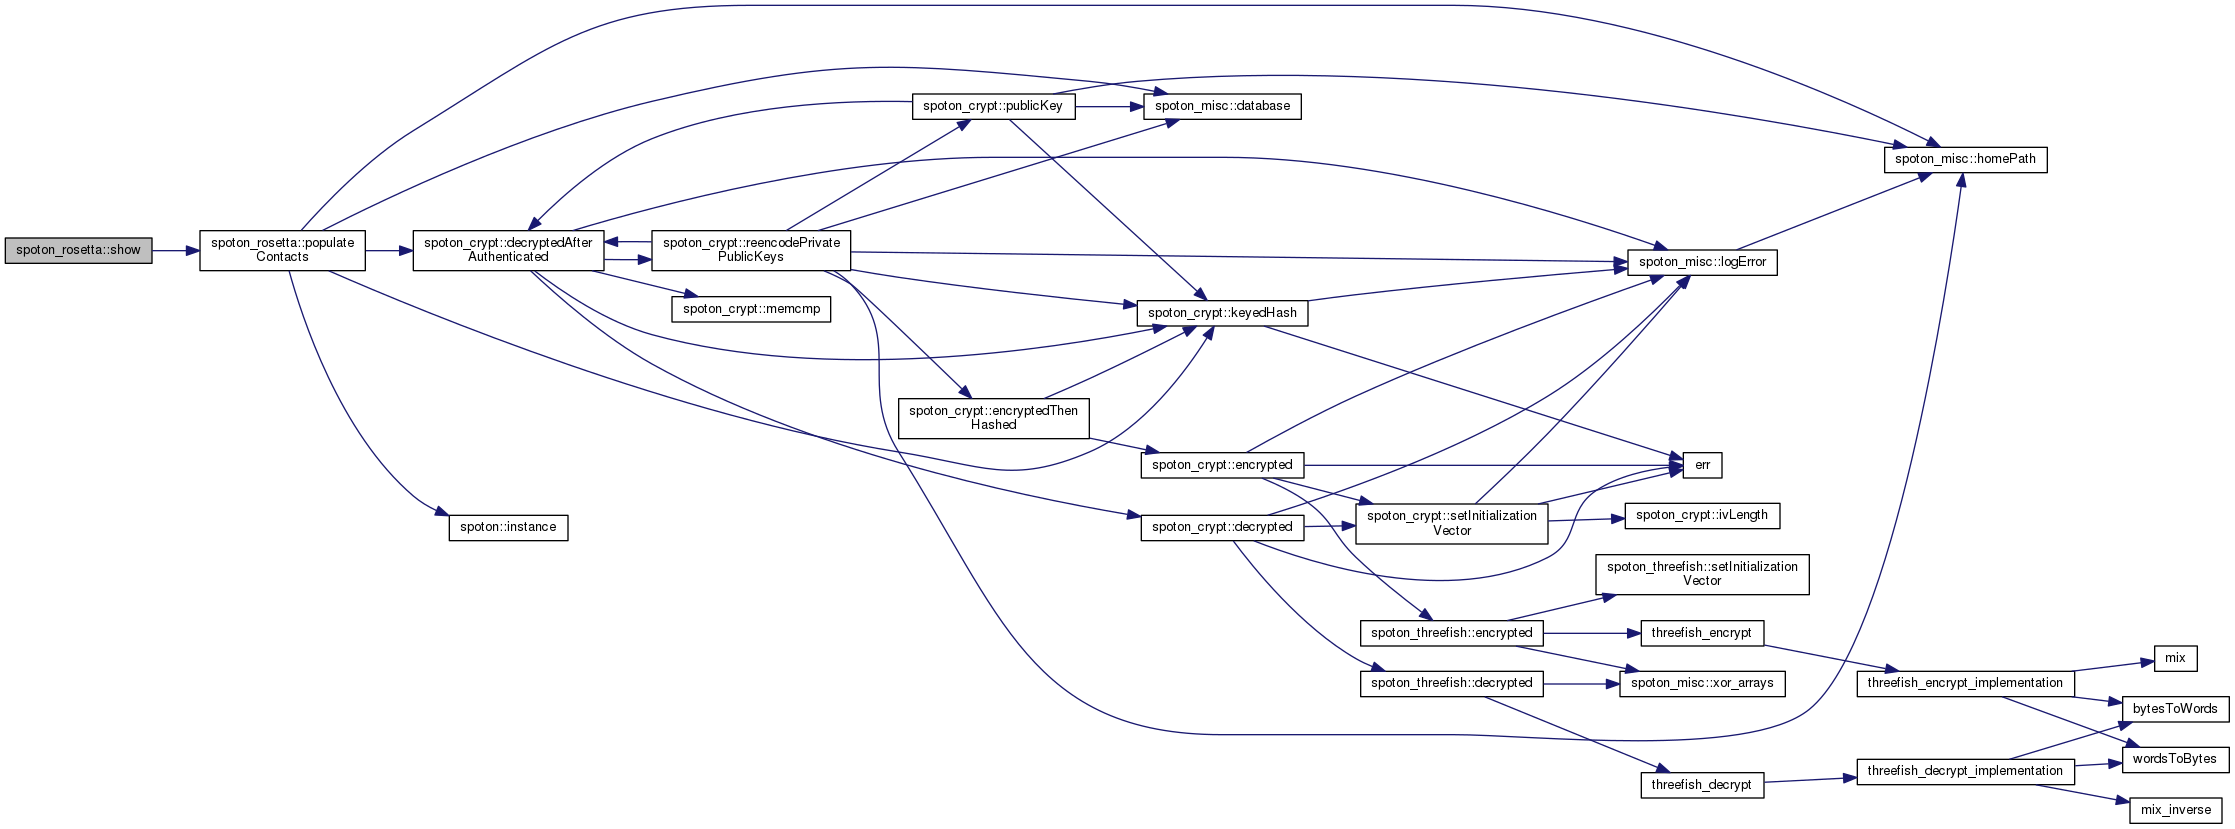 spoton_rosetta::show
spoton_rosetta::populate
Contacts
spoton_crypt::decryptedAfter
Authenticated
spoton::instance
spoton_crypt::reencodePrivate
PublicKeys
spoton_crypt::memcmp
spoton_crypt::publicKey
spoton_crypt::encryptedThen
Hashed
spoton_misc::database
spoton_crypt::keyedHash
spoton_crypt::encrypted
spoton_crypt::decrypted
spoton_crypt::setInitialization
Vector
spoton_threefish::encrypted
spoton_threefish::decrypted
spoton_misc::logError
err
spoton_crypt::ivLength
spoton_threefish::setInitialization
Vector
threefish_encrypt
spoton_misc::xor_arrays
threefish_decrypt
spoton_misc::homePath
threefish_encrypt_implementation
threefish_decrypt_implementation
mix
bytesToWords
wordsToBytes
mix_inverse